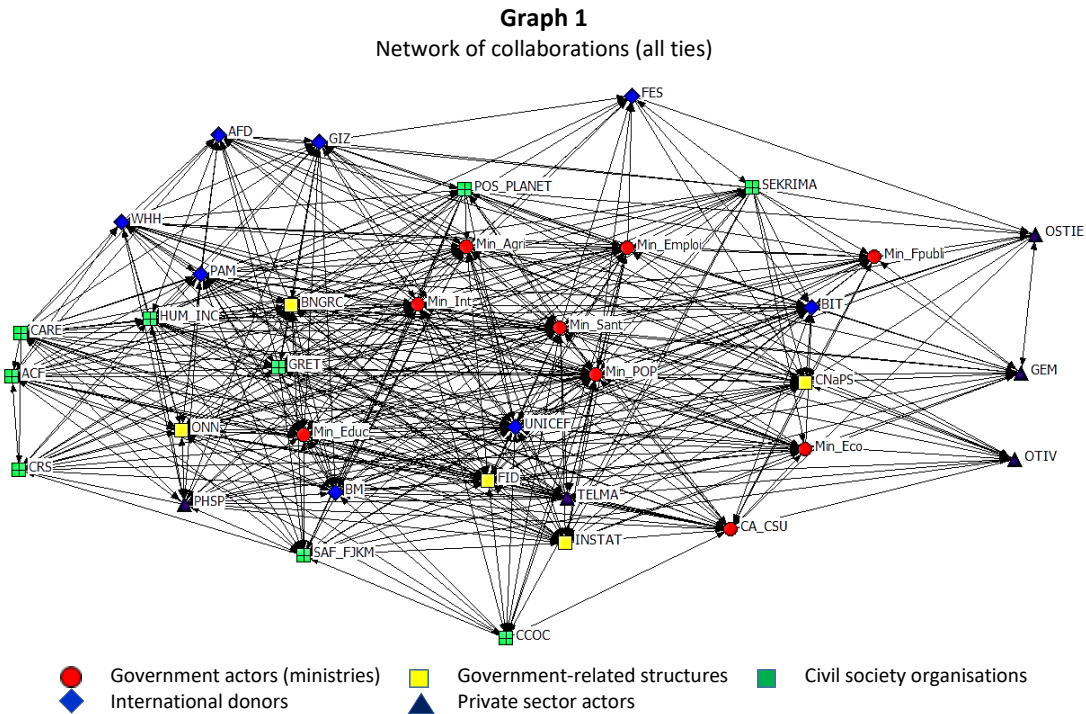 Graph 1
Network of collaborations (all ties)
FES
AFD
GIZ
POS_PLANET
SEKRIMA
WHH
OSTIE
Min_Agri
Min_Emploi
Min_Fpubli
PAM
BNGRC
Min_Int
BIT
HUM_INC
Min_Sant
CARE
GRET
Min_POP
GEM
ACF
CNaPS
UNICEF
ONN
Min_Educ
Min_Eco
OTIV
CRS
FID
BM
TELMA
PHSP
CA_CSU
INSTAT
SAF_FJKM
CCOC
Government actors (ministries)
Government-related structures
Civil society organisations
International donors
Private sector actors